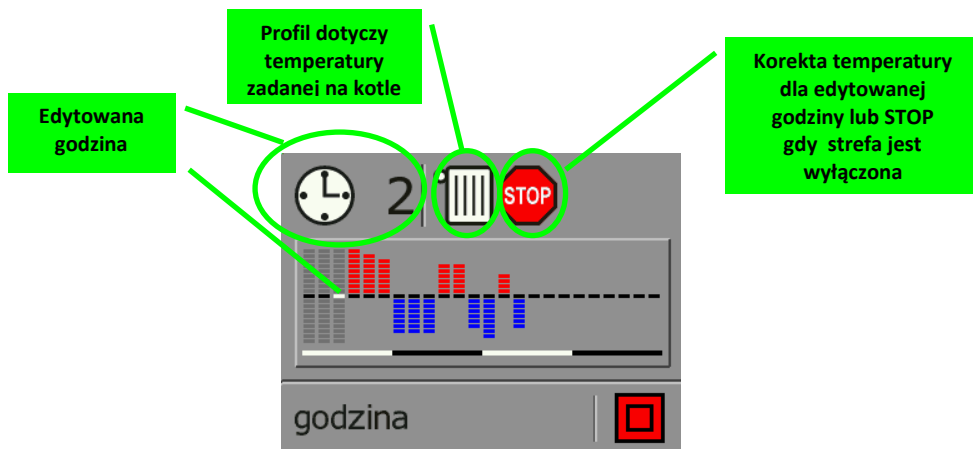 Profil dotyczy
temperatury
zadanej na kotle
Korekta temperatury
dla edytowanej
godziny lub STOP
gdy strefa jest
wyłączona
Edytowana
godzina
2
STOP
godzina